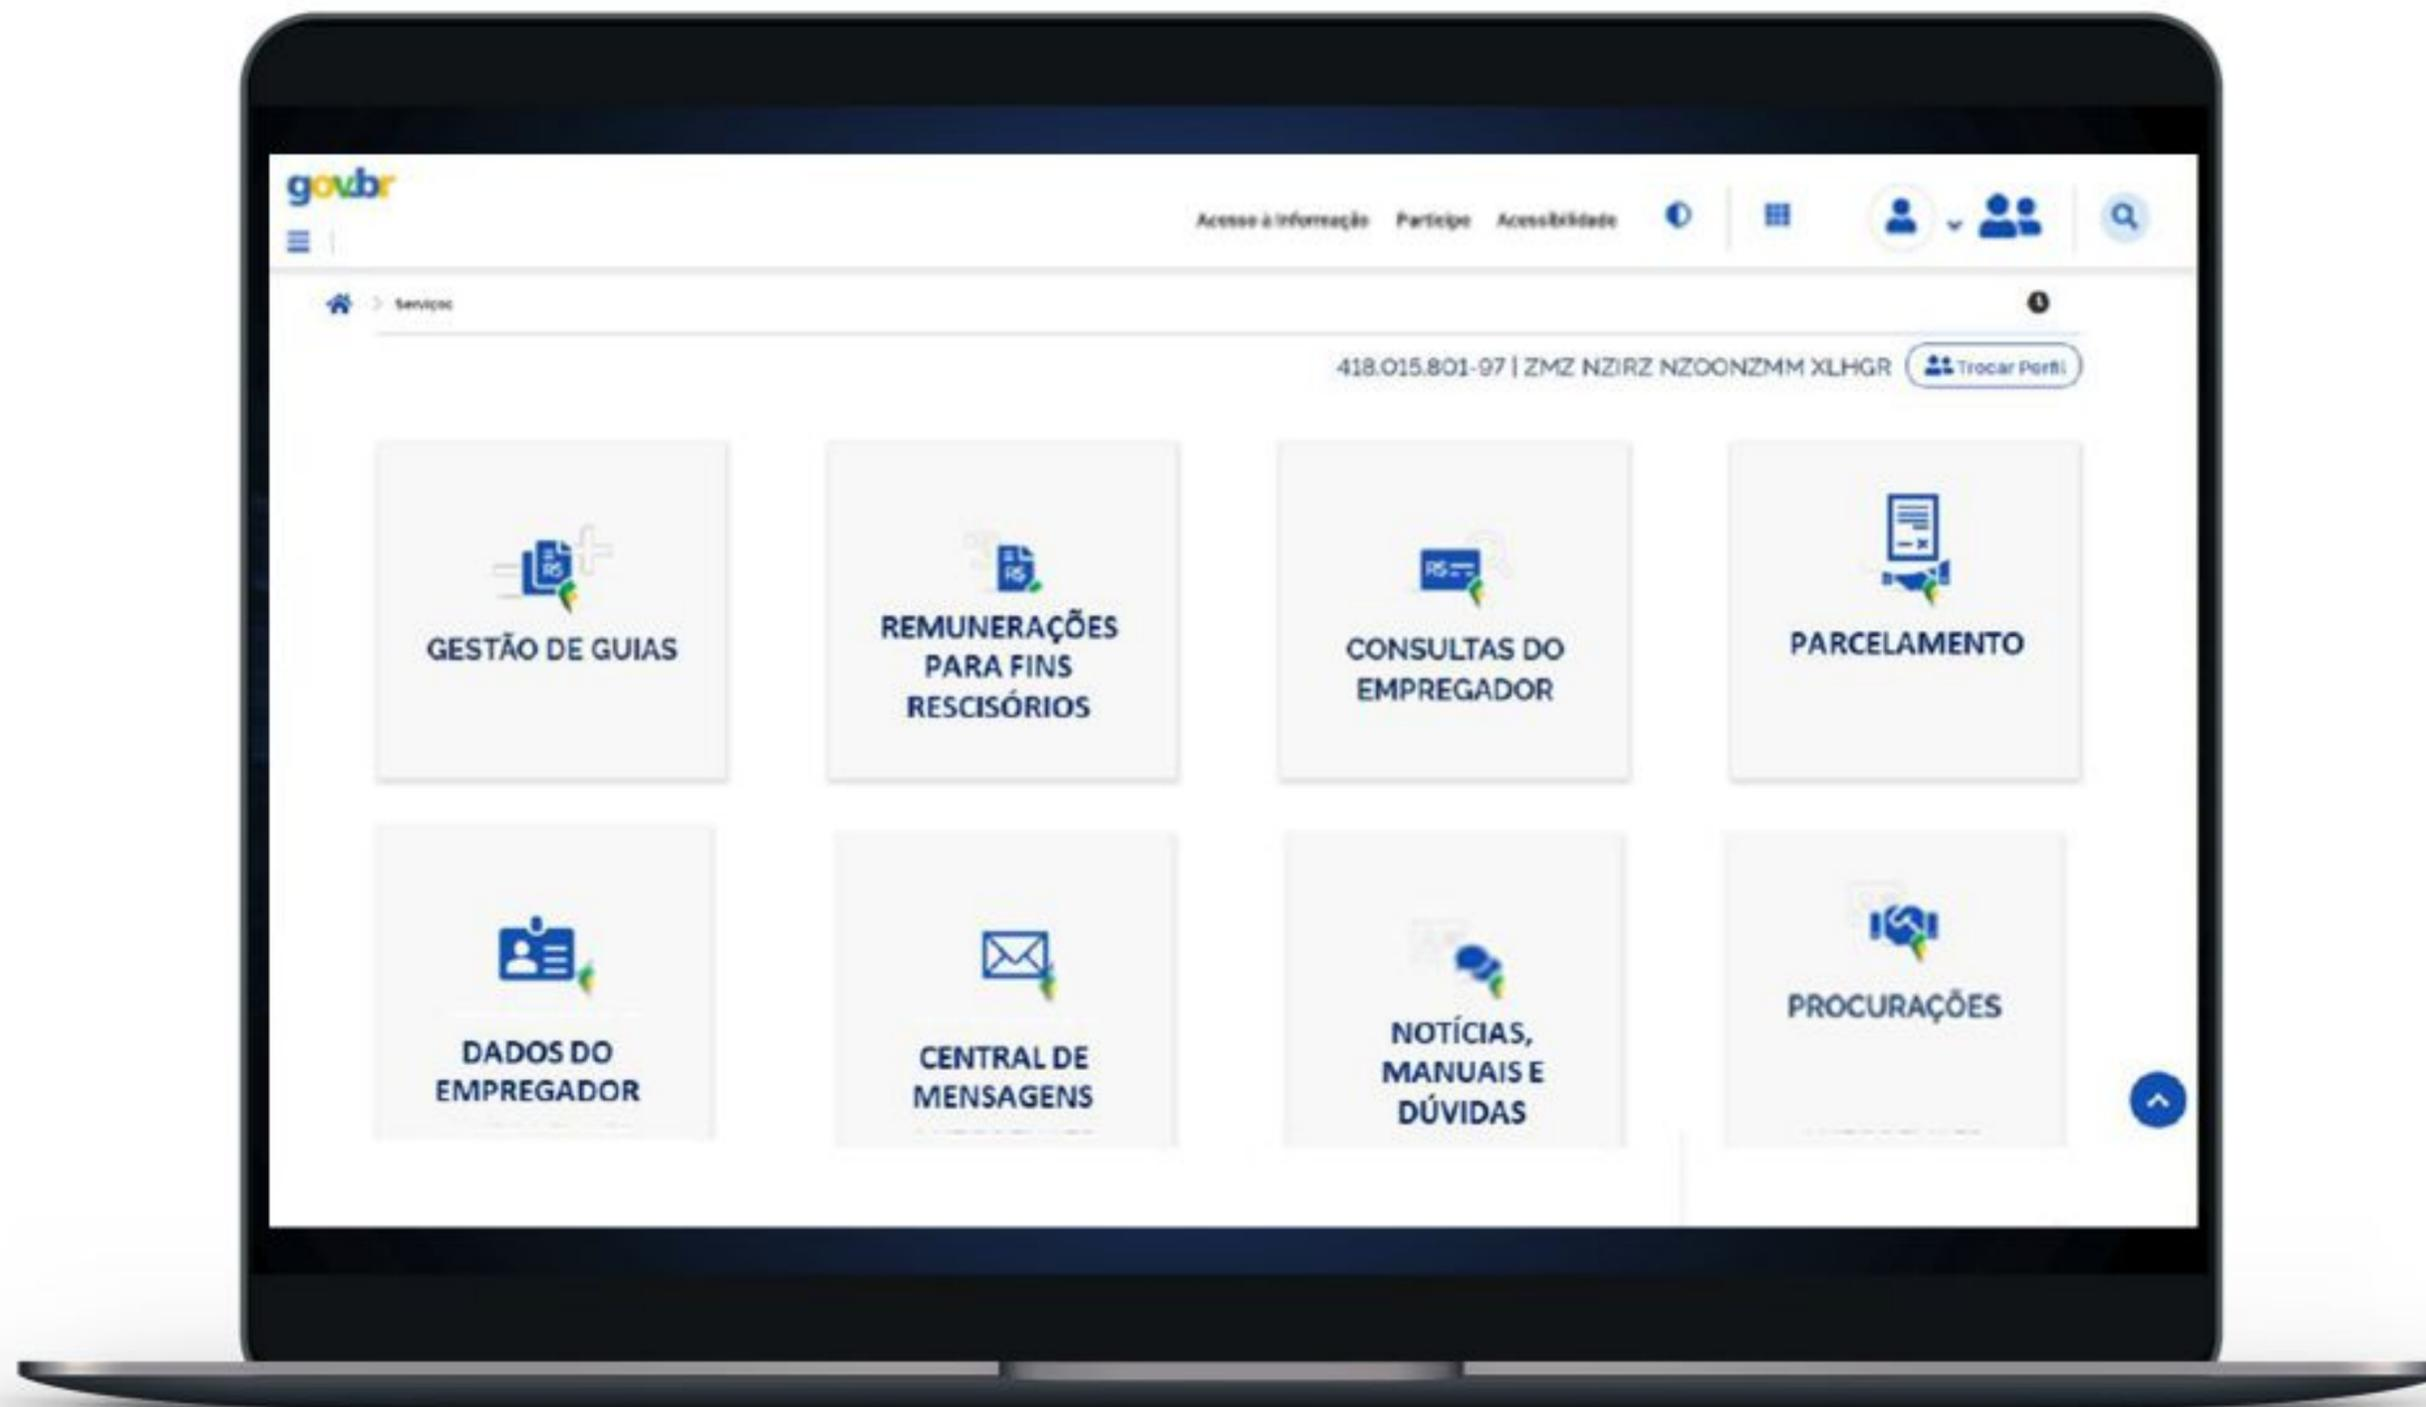 gov.br
Acesso à Informação Participe Acessibilidade
Serviços
418.015.801-97 | ZMZ NZIRZ NZOONZMM XLHGR Trocar Perfil
R$
GESTÃO DE GUIAS
R$
REMUNERAÇÕES
PARA FINS
RESCISÓRIOS
R$
CONSULTAS DO
EMPREGADOR
PARCELAMENTO
DADOS DO
EMPREGADOR
CENTRAL DE
MENSAGENS
NOTÍCIAS,
MANUAIS E
DÚVIDAS
PROCURAÇÕES